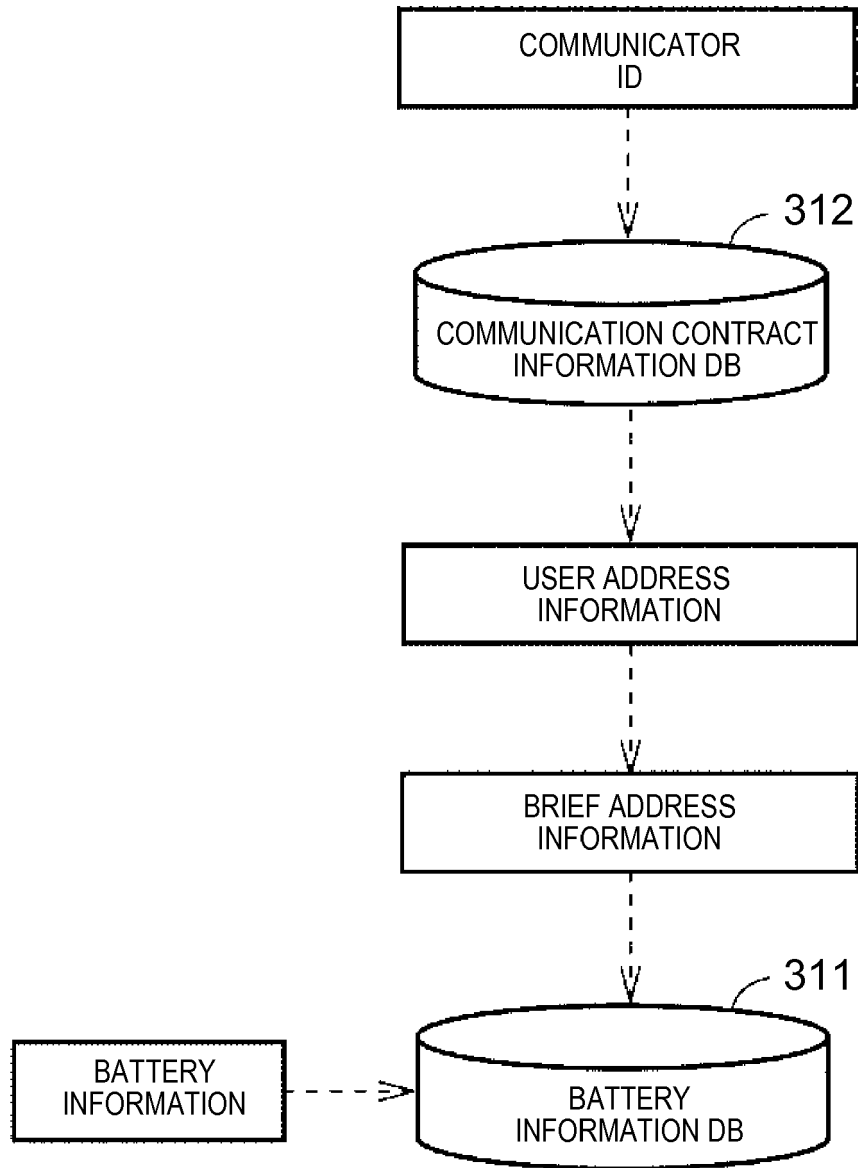 COMMUNICATOR
ID
312
COMMUNICATION CONTRACT
INFORMATION DB
USER ADDRESS
INFORMATION
BRIEF ADDRESS
INFORMATION
311
BATTERY
INFORMATION
BATTERY
INFORMATION DB